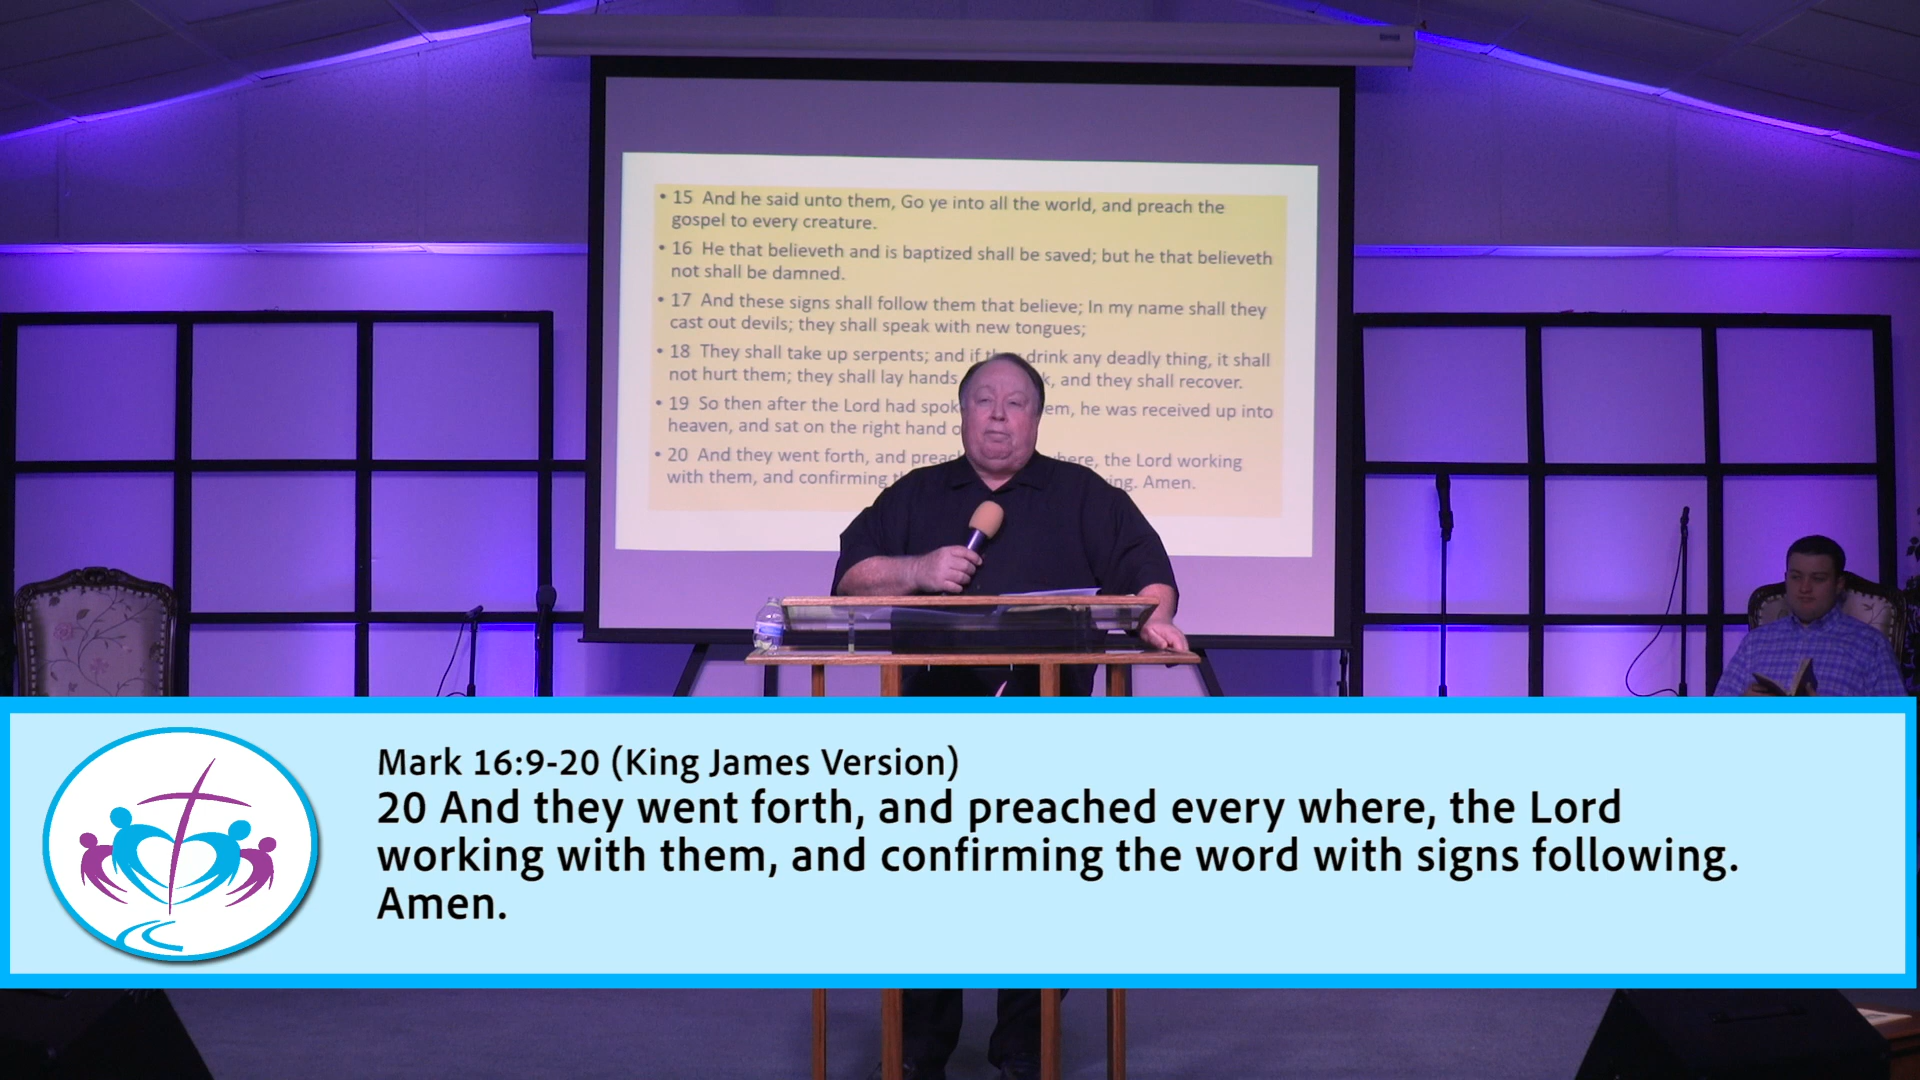 • 15 And he said unto them, Go ye into all the world, and preach the
gospel to every creature.
• 16 He that believeth and is baptized shall be saved; but he that believeth
not shall be damned.
• 17 And these signs shall follow them that believe; In my name shall they
cast out devils; they shall speak with new tongues;
• 18 They shall take up serpents; and if they drink any deadly thing, it shall
not hurt them; they shall lay hands , and they shall recover.
• 19 So then after the Lord had , he was received up into
heaven, and sat on the right hand
• 20 And they went forth, and , the Lord working
with them, and confirming . Amen.
Mark 16:9-20 (King James Version)
20 And they went forth, and preached every where, the Lord
working with them, and confirming the word with signs following.
Amen.